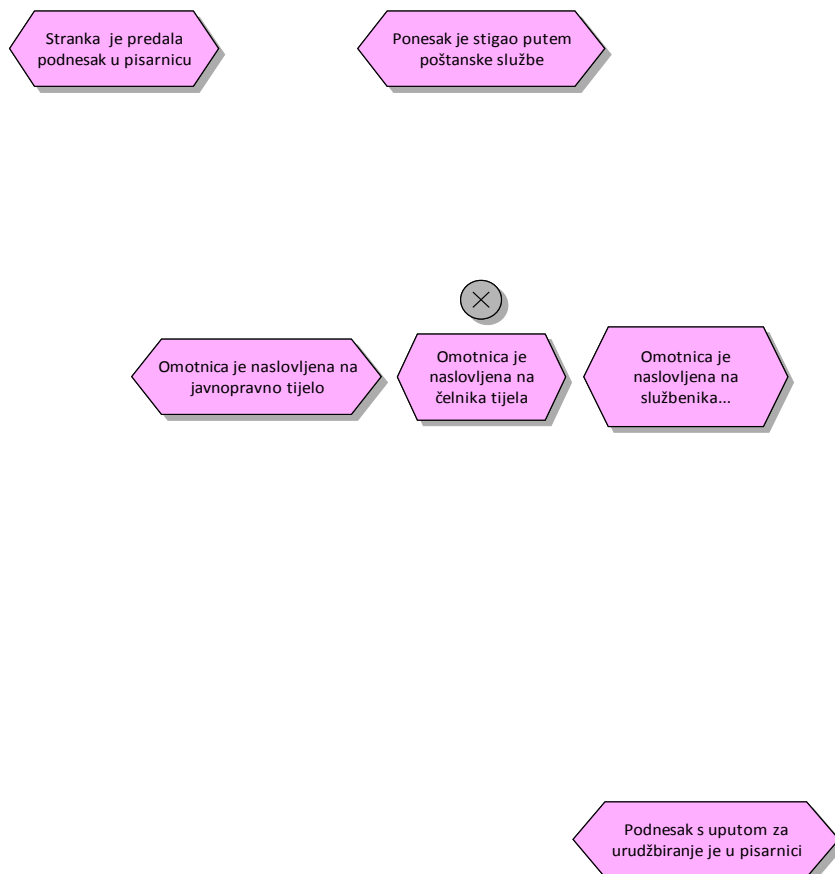 Stranka je predala
podnesak u pisarnicu
Ponesak je stigao putem
poštanske službe
Omotnica je naslovljena na
javnopravno tijelo
Omotnica je
naslovljena na
čelnika tijela
Omotnica je
naslovljena na
službenika...
Podnesak s uputom za
urudžbiranje je u pisarnici